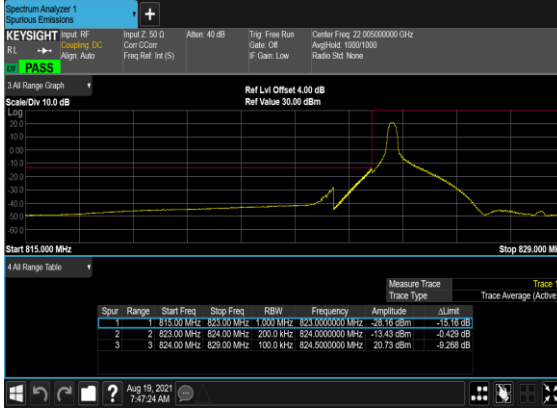 Spectrum Analyzer 1
Spurious Emissions
+
KEYSIGHT Input: RF Input Z: 50 Ω Atten: 40 dB Trig: Free Run Center Freq: 22.005000000 GHz
RL Coupling: DC Corr CCorr Gate: Off Avg|Hold: 1000/1000
Align: Auto Freq Ref: Int (S) IF Gain: Low Radio Std: None
PASS
3.All Range Graph
Ref Lvl Offset 4.00 dB
Scale/Div 10.0 dB Ref Value 30.00 dBm
Log
20.0
10.0
0.00
-10.0
-20.0
-30.0
-40.0
-50.0
-60.0
Start 815.000 MHz Stop 829.000 MH
4.All Range Table
Measure Trace Trace 1
Trace Type Trace Average (Active
Spur Range Start Freq Stop Freq RBW Frequency Amplitude ΔLimit
1 1 815.00 MHz 823.00 MHz 1.000 MHz 823.0000000 MHz -28.16 dBm -15.16 dB
2 2 823.00 MHz 824.00 MHz 200.0 kHz 824.0000000 MHz -13.43 dBm -0.429 dB
3 3 824.00 MHz 829.00 MHz 100.0 kHz 824.5000000 MHz 20.73 dBm -9.268 dB
? Aug 19, 2021
7:47:24 AM